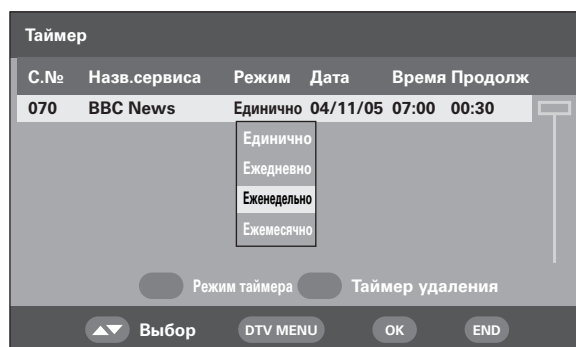 Таймер
С.№ Назв.сервиса Режим Дата Время Продолж
070 BBC News Единично 04/11/05 07:00 00:30
Единично
Ежедневно
Еженедельно
Ежемесячно
Режим таймера Таймер удаления
Выбор DTV MENU OK END